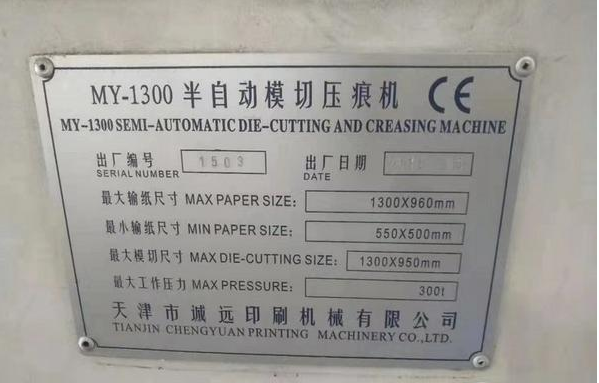 MY-1300 半自动模切压痕机 CE
MY-1300 SEMI-AUTOMATIC DIE-CUTTING AND CREASING MACHINE
出厂编号 1503 出厂日期
SERIAL NUMBER DATE
最大输纸尺寸 MAX PAPER SIZE: 1300X960mm
最小输纸尺寸 MIN PAPER SIZE: 550X500mm
最大模切尺寸 MAX DIE-CUTTING SIZE: 1300X950mm
最大工作压力 MAX PRESSURE: 300t
天津市诚远印刷机械有限公司
TIANJIN CHENGYUAN PRINTING MACHINERY CO.,LTD.